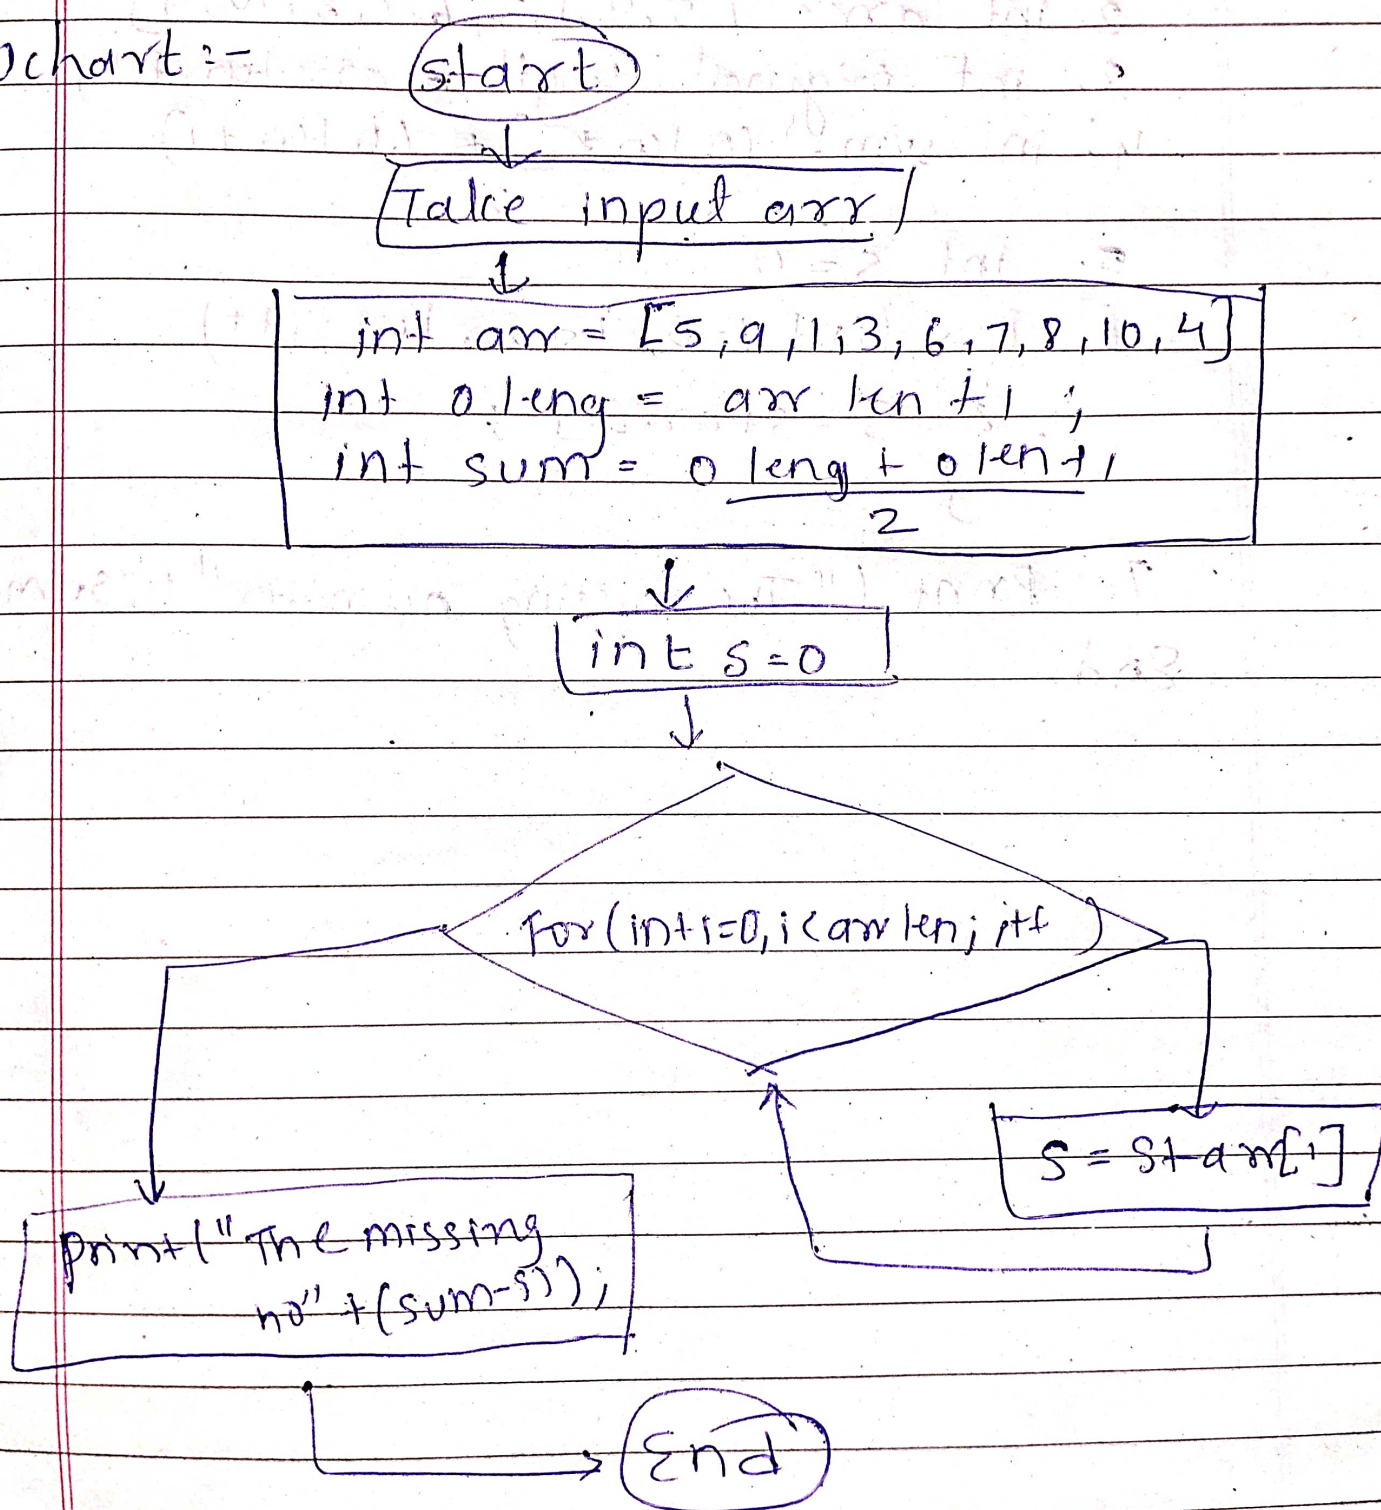 chart :-
start
Take input arr
int arr = [5, 9, 1, 3, 6, 7, 8, 10, 4]
int o leng = arr len + 1 ;
int sum = o leng + o len + 1
2
int s = 0
For (int i=0, i< arr len; i++ )
S = S + arr[i]
print ("The missing
no" + (sum-s));
End